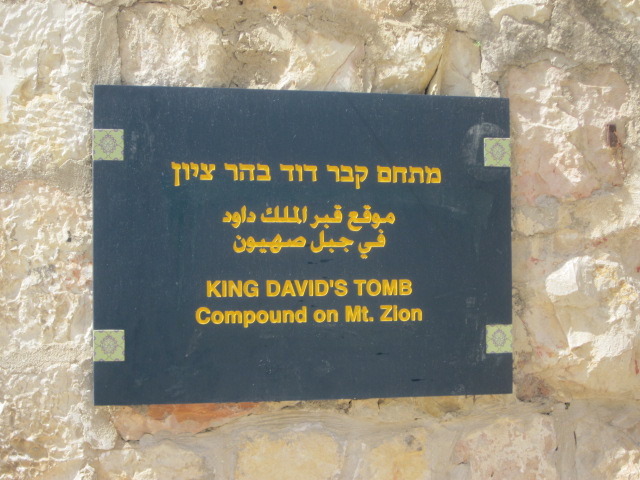 מתחם קבר דוד בהר ציון
موقع قبر الملك داود
في جبل صهيون
KING DAVID'S TOMB
Compound on Mt. Zion